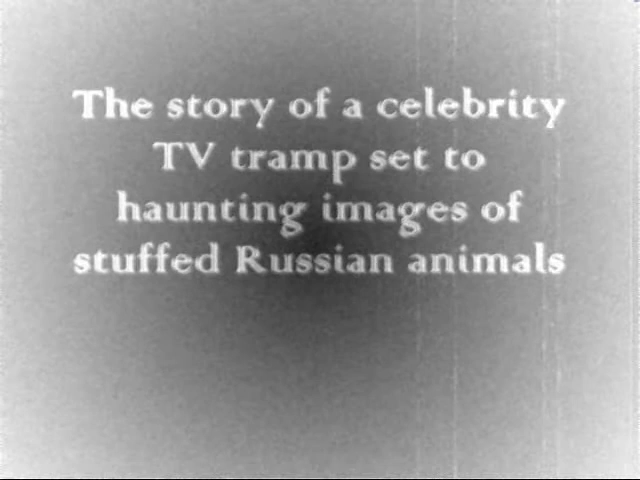 The story of a celebrity
TV tramp set to
haunting images of
stuffed Russian animals